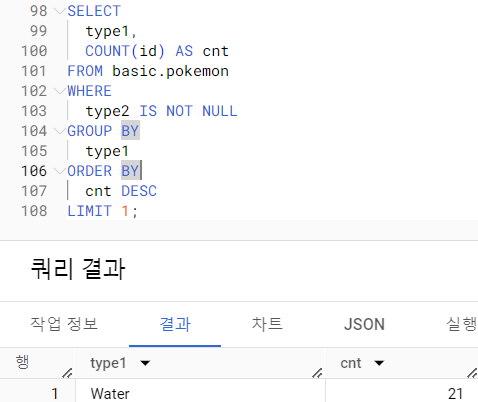 98 SELECT
99 type1,
100 COUNT(id) AS cnt
101 FROM basic.pokemon
102 WHERE
103 type2 IS NOT NULL
104 GROUP BY
105 type1
106 ORDER BY
107 cnt DESC
108 LIMIT 1;
쿼리 결과
작업 정보 결과 차트 JSON 실행
행 type1 cnt
1 Water 21